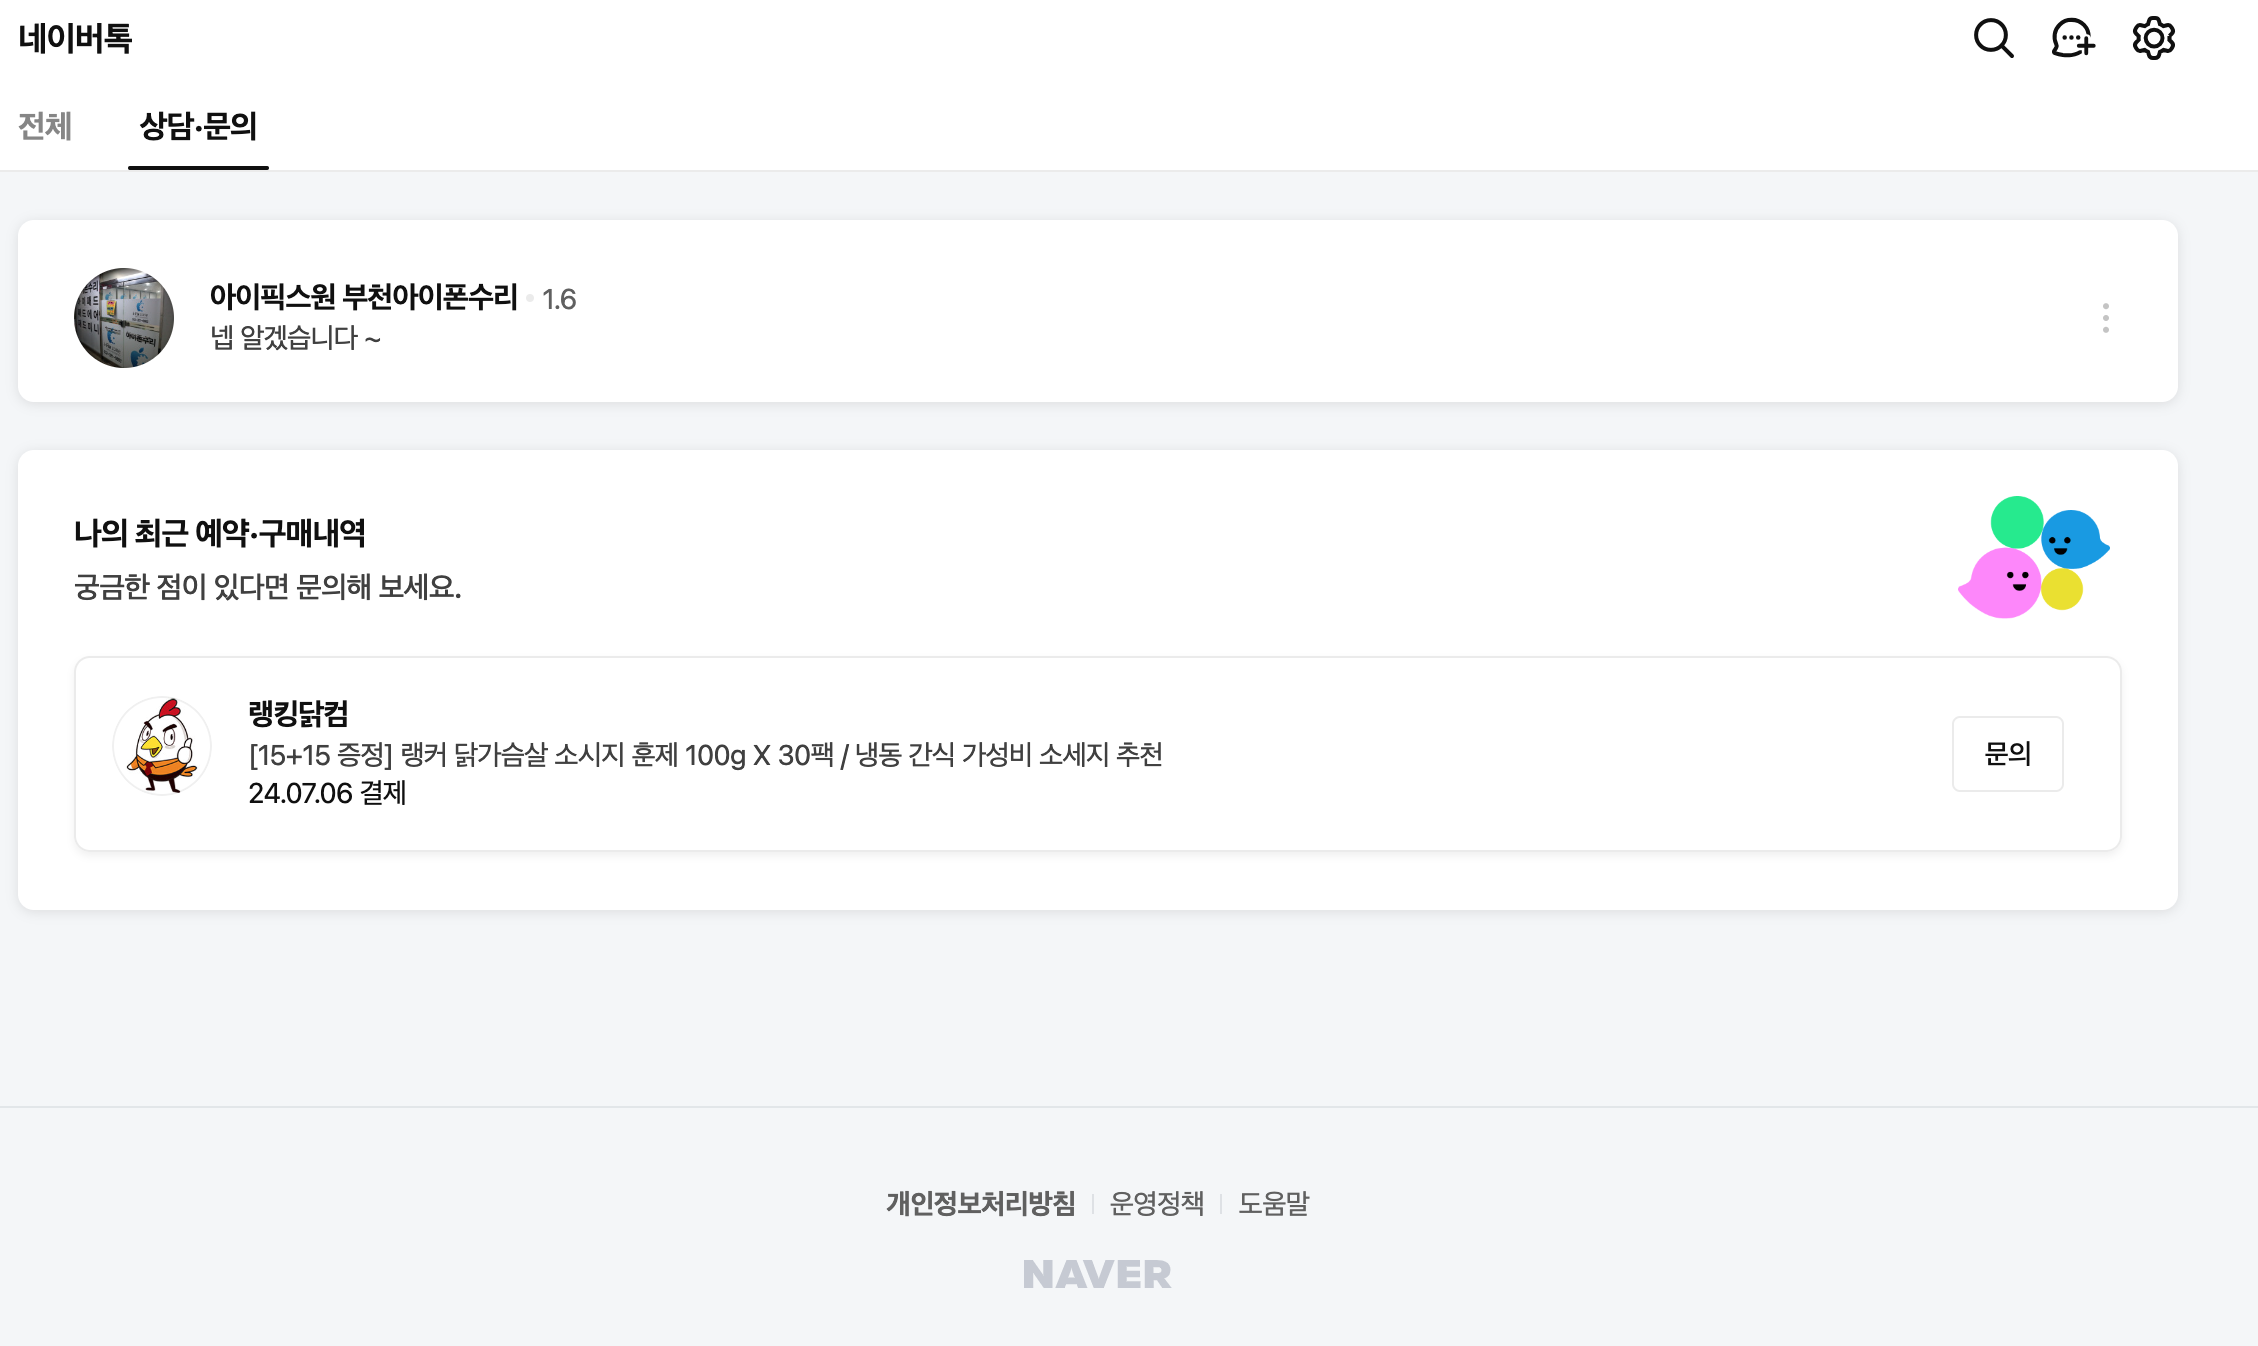 네이버톡
전체
상담·문의
아이픽스원 부천아이폰수리 1.6
넵 알겠습니다 ~
나의 최근 예약·구매내역
궁금한 점이 있다면 문의해 보세요.
랭킹닭컴
[15+15 증정] 랭커 닭가슴살 소시지 훈제 100g X 30팩 / 냉동 간식 가성비 소세지 추천
24.07.06 결제
문의
개인정보처리방침
운영정책
도움말
NAVER